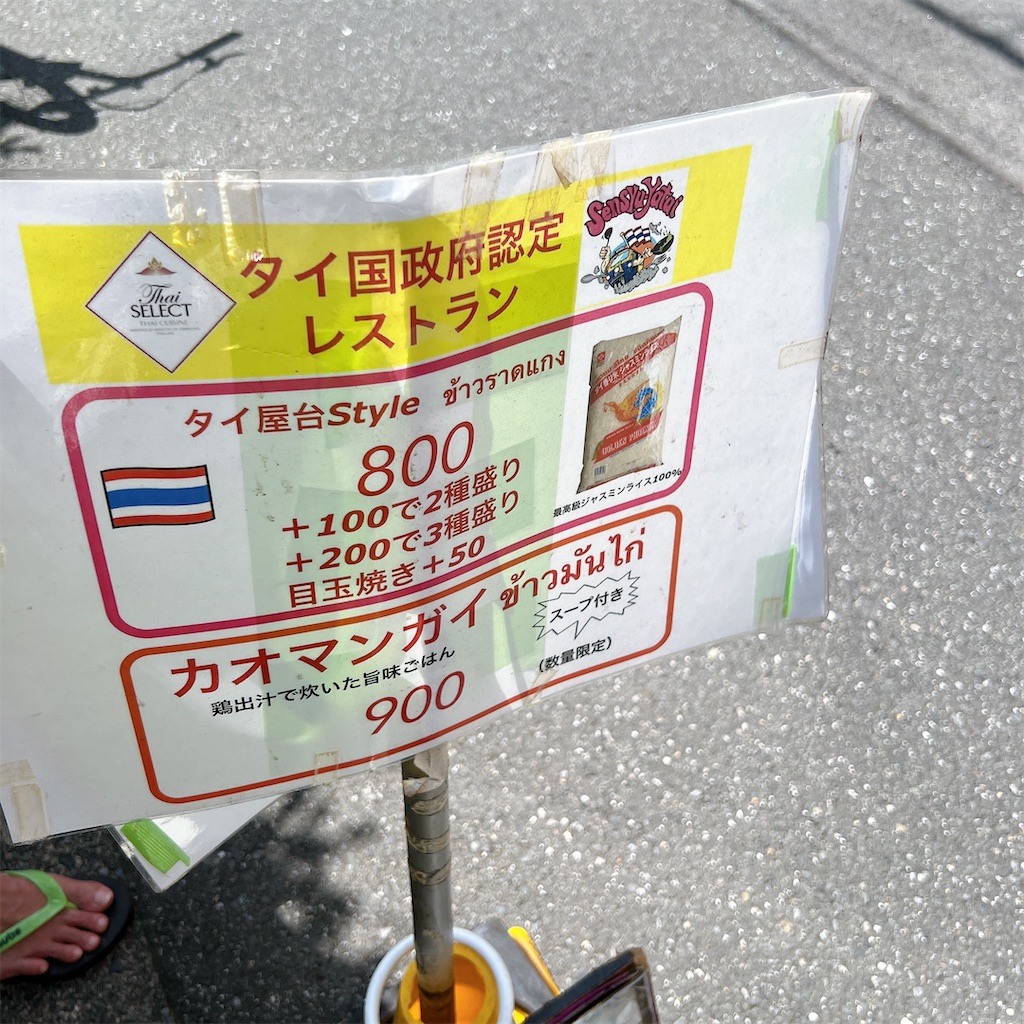 Thai
SELECT
THAI CUISINE
タイ国政府認定
レストラン
Sensyu Yatai
タイ屋台Style ข้าวราดแกง
800
+100で2種盛り
+200で3種盛り
目玉焼き+50
最高級ジャスミンライス100%
カオマンガイ ข้าวมันไก่
鶏出汁で炊いた旨味ごはん
スープ付き
900
(数量限定)